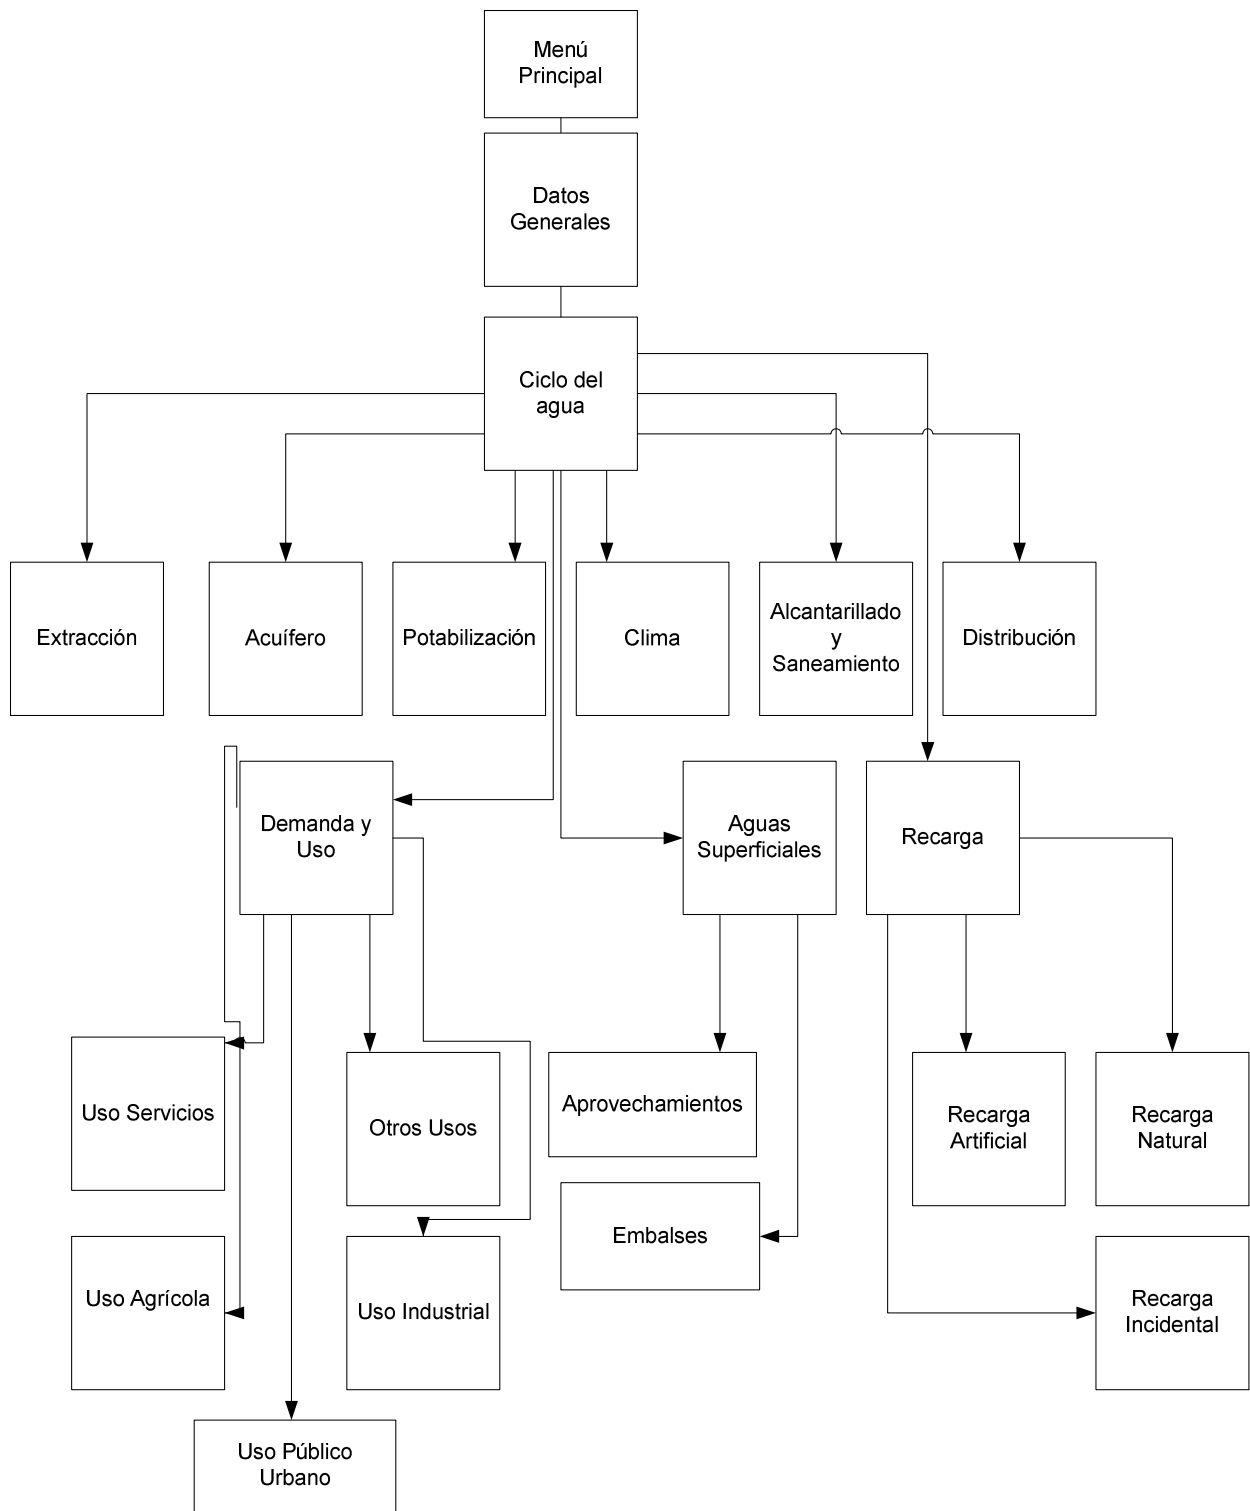 Menú
Principal
Datos
Generales
Ciclo del
agua
Extracción
Acuífero
Potabilización
Clima
Alcantarillado
y
Saneamiento
Distribución
Demanda y
Uso
Aguas
Superficiales
Recarga
Uso Servicios
Otros Usos
Aprovechamientos
Recarga
Artificial
Recarga
Natural
Embalses
Uso Agrícola
Uso Industrial
Recarga
Incidental
Uso Público
Urbano